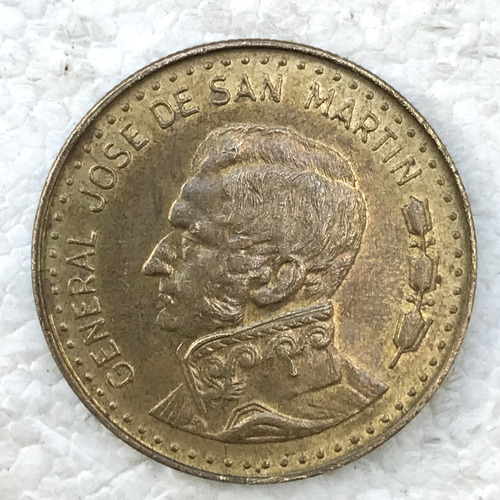 GENERAL JOSE DE SAN MARTIN